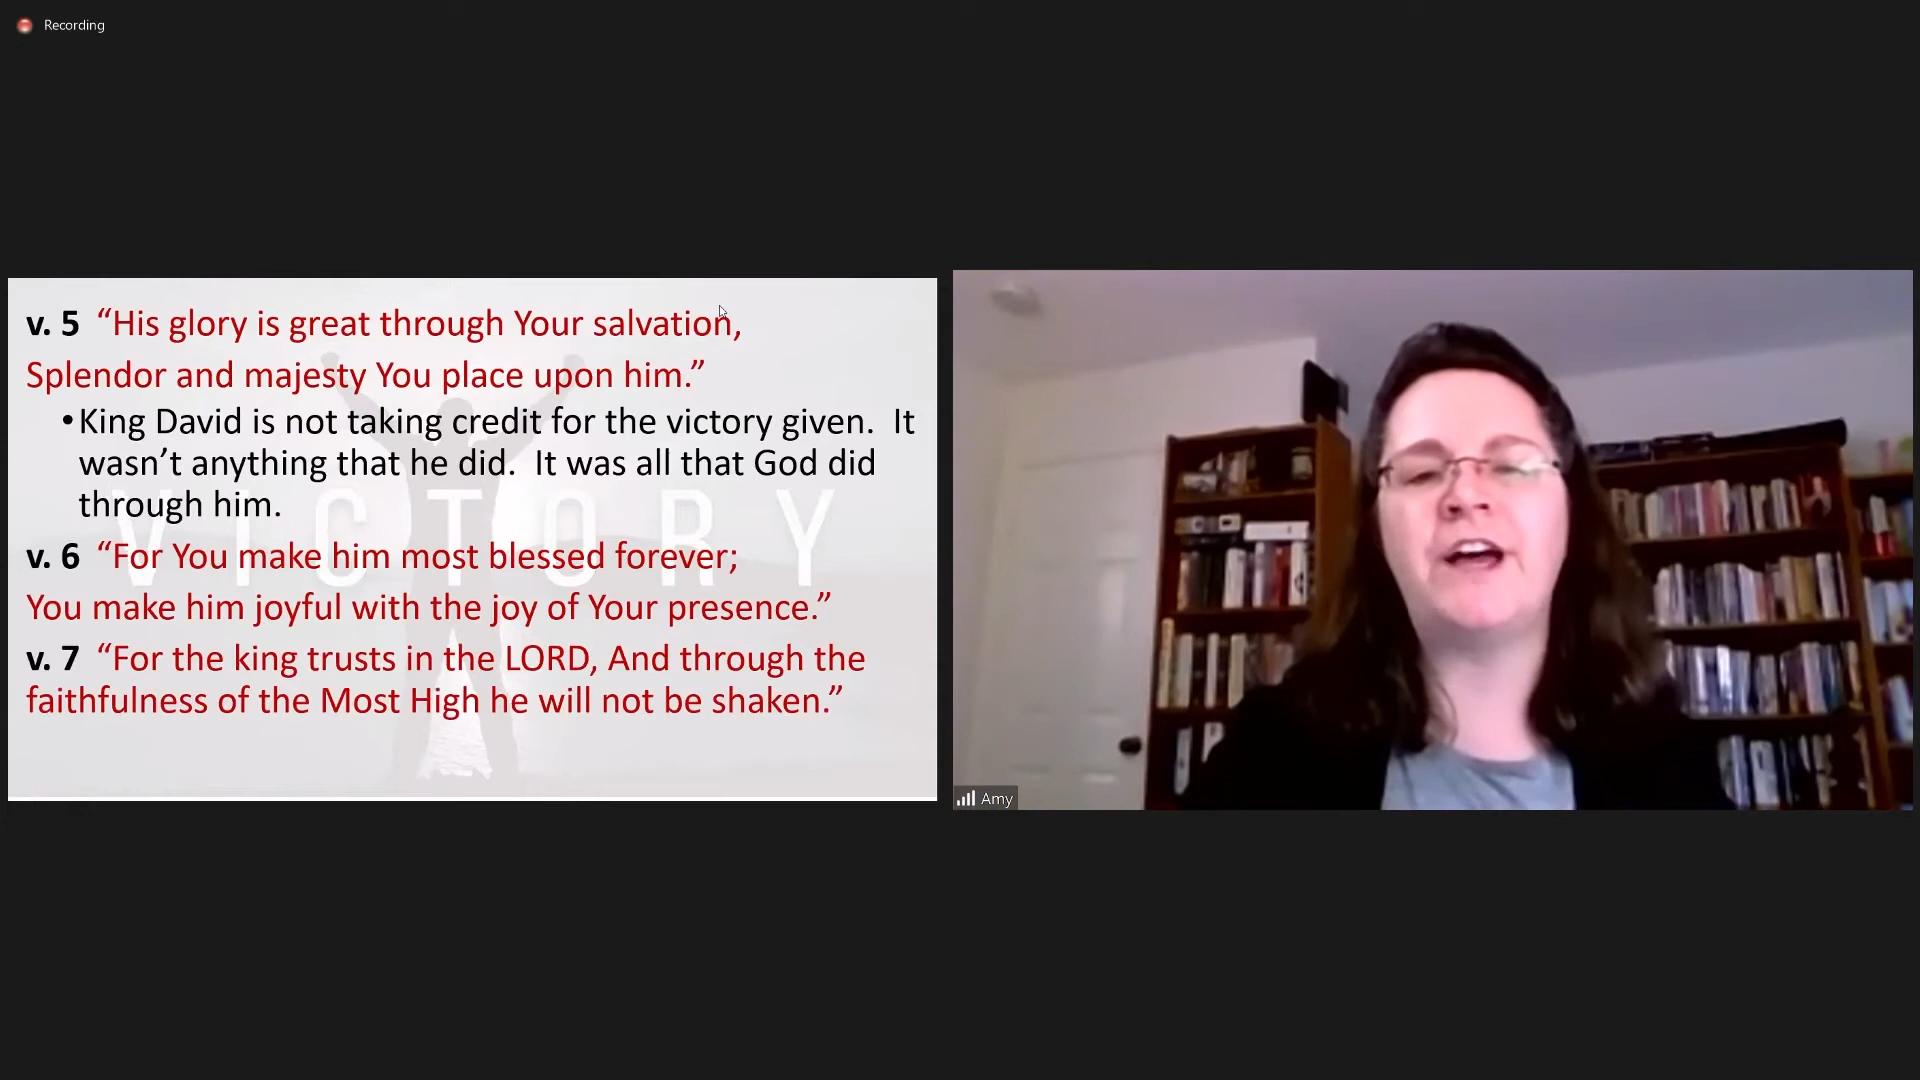 Recording
v. 5 “His glory is great through Your salvation,
Splendor and majesty You place upon him.”
•King David is not taking credit for the victory given. It
wasn’t anything that he did. It was all that God did
through him.
VICTORY
v. 6 “For You make him most blessed forever;
You make him joyful with the joy of Your presence.”
v. 7 “For the king trusts in the LORD, And through the
faithfulness of the Most High he will not be shaken.”
Amy